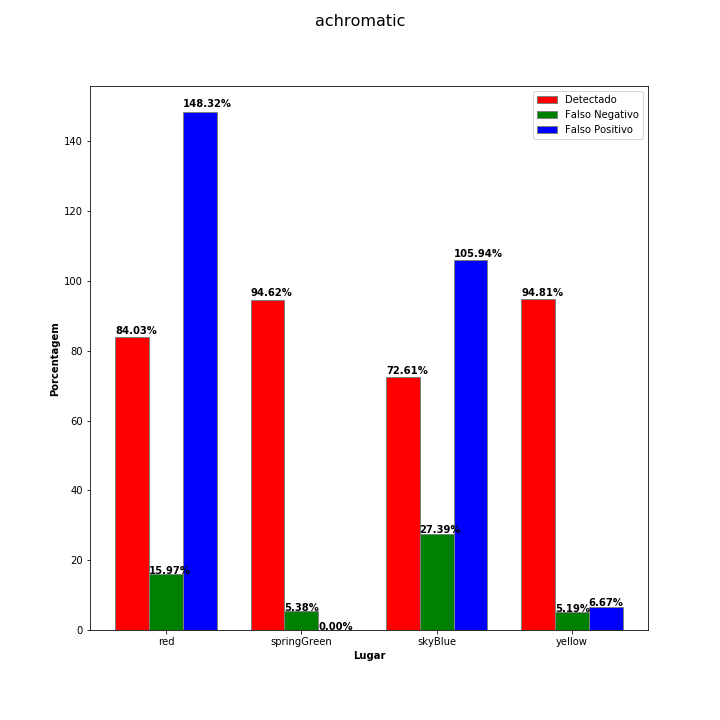 achromatic
Detectado
Falso Negativo
Falso Positivo
148.32%
105.94%
94.62%
94.81%
84.03%
72.61%
27.39%
15.97%
5.38%
0.00%
5.19%
6.67%
Porcentagem
140
120
100
80
60
40
20
0
red springGreen skyBlue yellow
Lugar